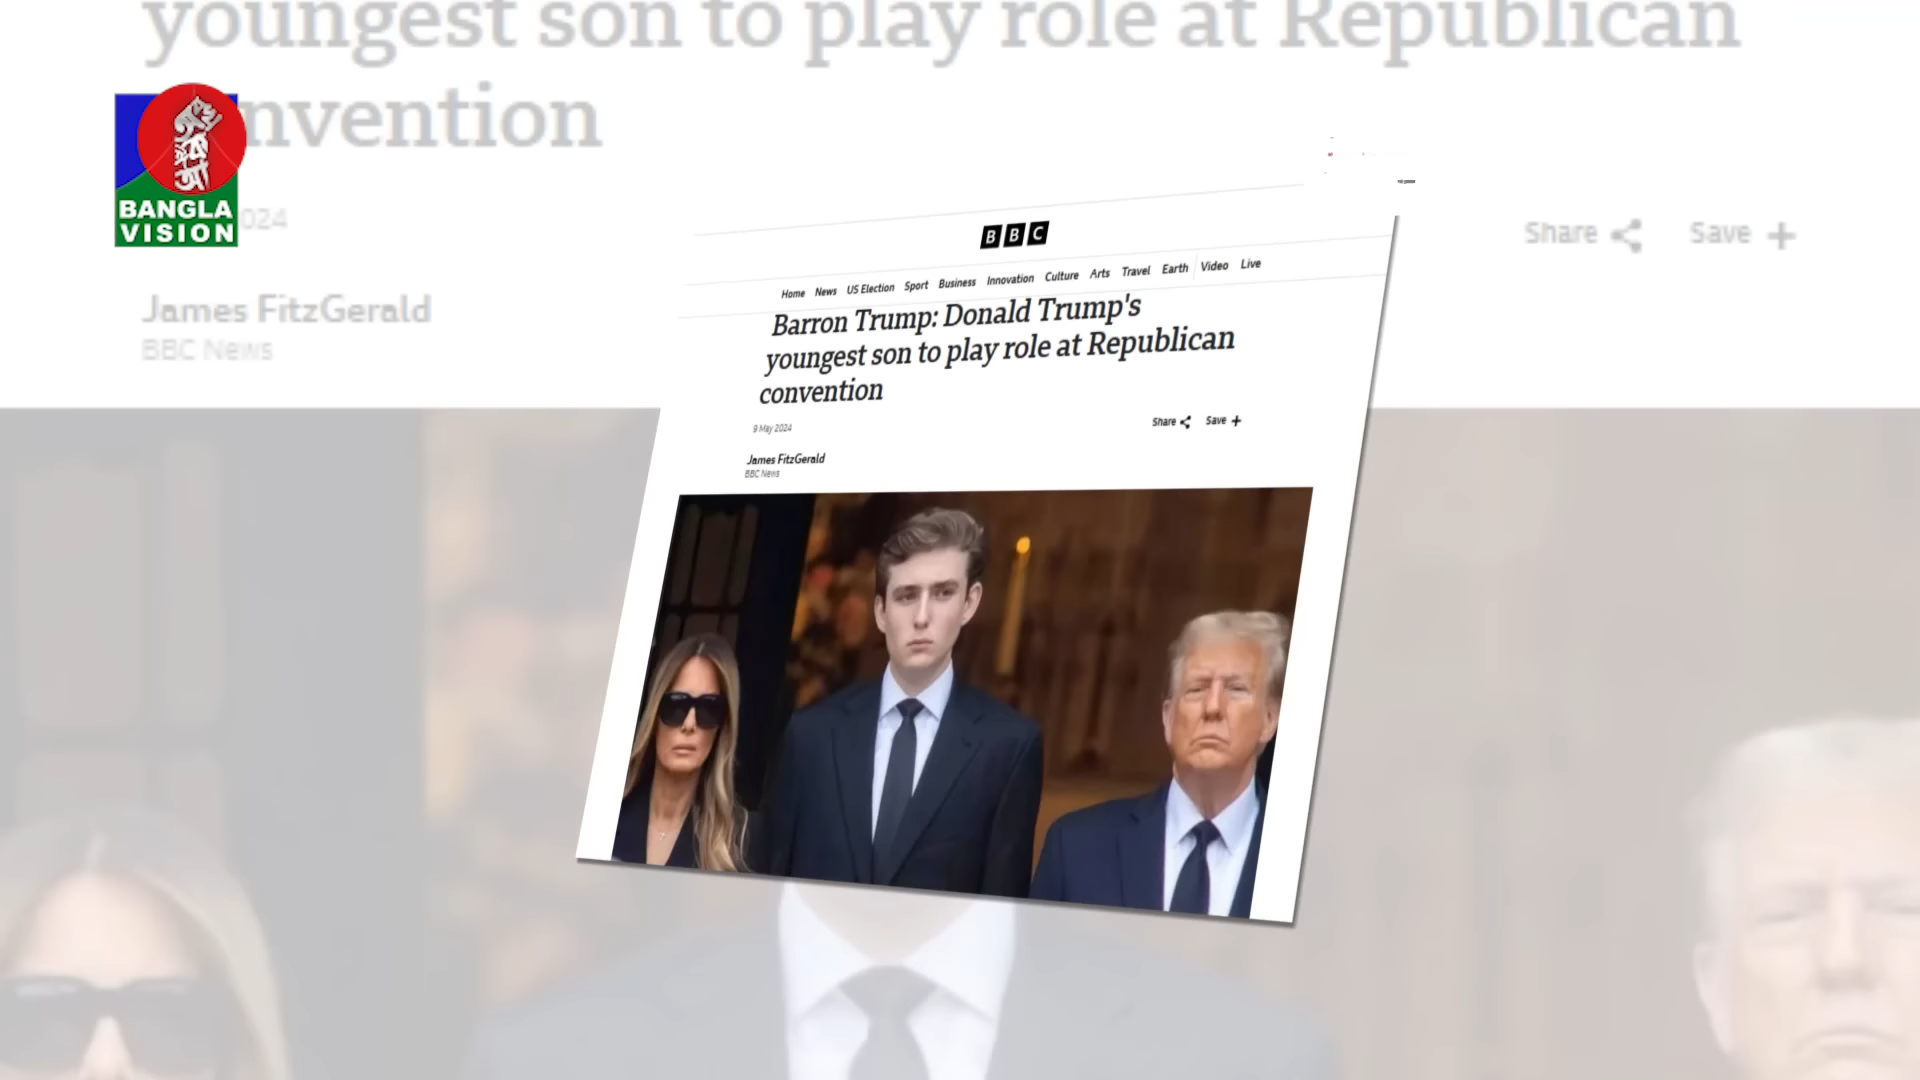 youngest son to play role at Republican
nvention
024
Share
Save +
James FitzGerald
BBC News
BANGLA
VISION
BBC
Home News US Election Sport Business Innovation Culture Arts Travel Earth Video Live
Barron Trump: Donald Trump's
youngest son to play role at Republican
convention
9 May 2024
Share
Save +
James FitzGerald
BBC News